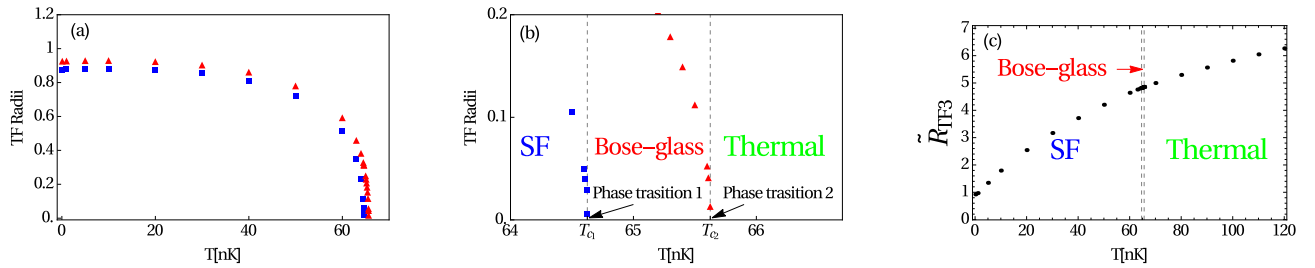 (a)
TF Radii
1.2
1
0.8
0.6
0.4
0.2
0.
0 20 40 60
T[nK]
(b)
TF Radii
0.2
0.1
0.
SF Bose–glass Thermal
Phase trasition 1 Phase trasition 2
64 Tc1 65 Tc2 66
T[nK]
(c)
R̃TF3
7
6
5
4
3
2
1
0
Bose–glass
SF Thermal
0 20 40 60 80 100 120
T[nK]